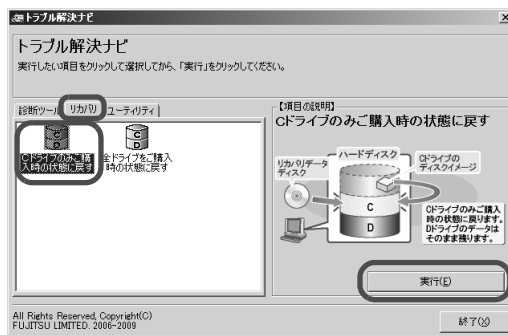 トラブル解決ナビ
トラブル解決ナビ
実行したい項目をクリックして選択してから、「実行」をクリックしてください。
診断ツール
リカバリ
ユーティリティ
C
D
Cドライブのみご購
入時の状態に戻す
C
D
全ドライブをご購入
時の状態に戻す
【項目の説明】
Cドライブのみご購入時の状態に戻す
リカバリデータ
ディスク
ハードディスク
Cドライブの
ディスクイメージ
C
D
Cドライブのみご購入
時の状態に戻ります。
Dドライブのデータは
そのまま残ります。
実行(E)
All Rights Reserved, Copyright(C)
FUJITSU LIMITED. 2006-2009
終了(X)